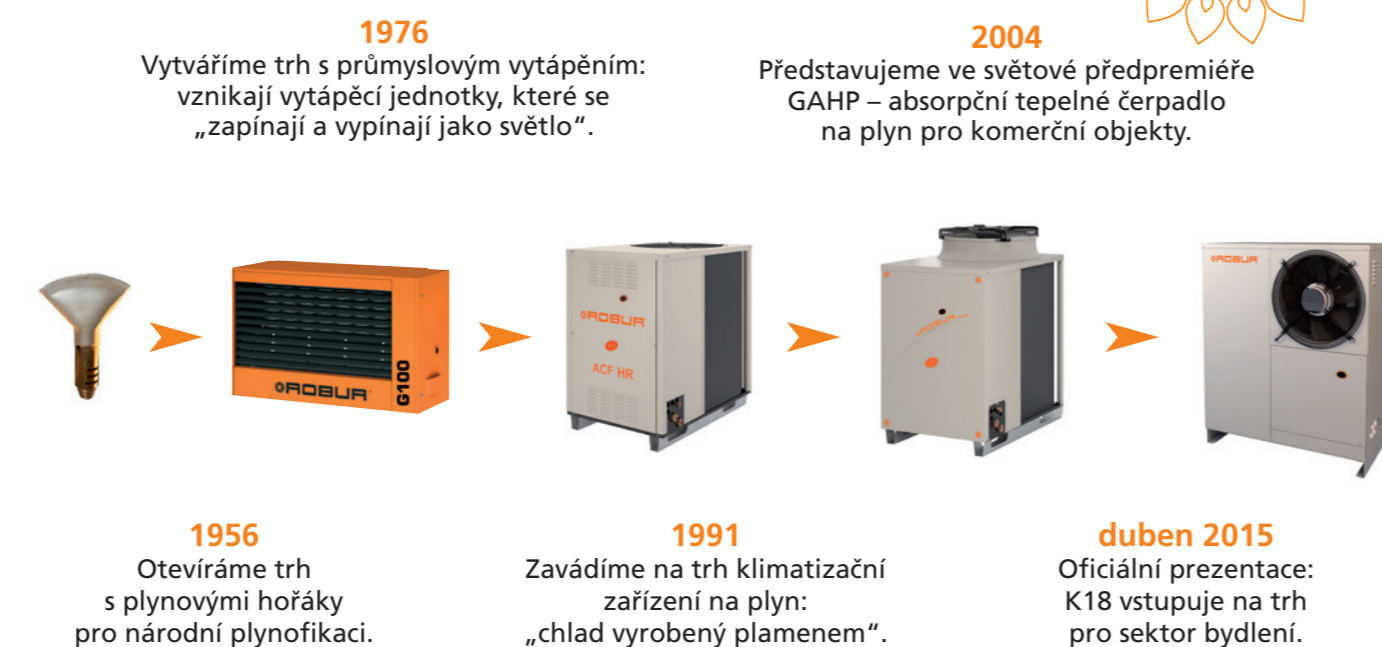 1976
Vytváříme trh s průmyslovým vytápěním:
vznikají vytápěcí jednotky, které se
„zapínají a vypínají jako světlo“.
2004
Představujeme ve světové předpremiéře
GAHP – absorpční tepelné čerpadlo
na plyn pro komerční objekty.
ROBUR
G100
ROBUR
ACF HR
ROBUR
ROBUR
1956
Otevíráme trh
s plynovými hořáky
pro národní plynofikaci.
1991
Zavádíme na trh klimatizační
zařízení na plyn:
„chlad vyrobený plamenem“.
duben 2015
Oficiální prezentace:
K18 vstupuje na trh
pro sektor bydlení.